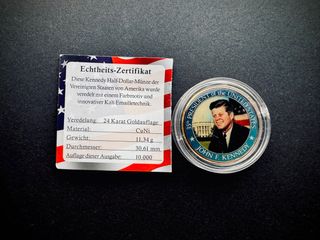 Echtheits-Zertifikat
Diese Kennedy Half-Dollar-Münze der
Vereinigten Staaten von Amerika wurde
veredelt mit einem Farbmotiv und
innovativer Kalt-Emailletechnik.
Veredelung: 24 Karat Goldauflage
Material: CuNi
Gewicht: 11,34 g
Durchmesser: 30,61 mm
Auflage dieser Ausgabe: 10.000
35th PRESIDENT of the UNITED STATES
JOHN F. KENNEDY